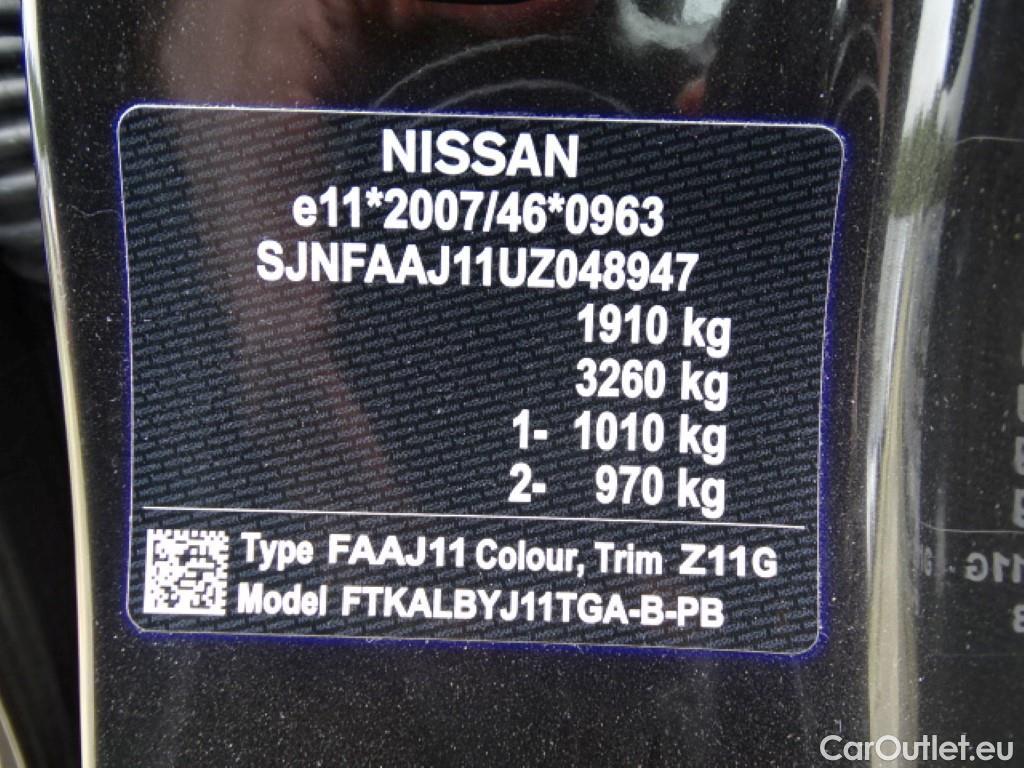 NISSAN
e11*2007/46*0963
SJNFAAJ11UZ048947
1910 kg
3260 kg
1- 1010 kg
2- 970 kg
Type FAAJ11 Colour, Trim Z11G
Model FTKALBYJ11TGA-B-PB
CarOutlet.eu